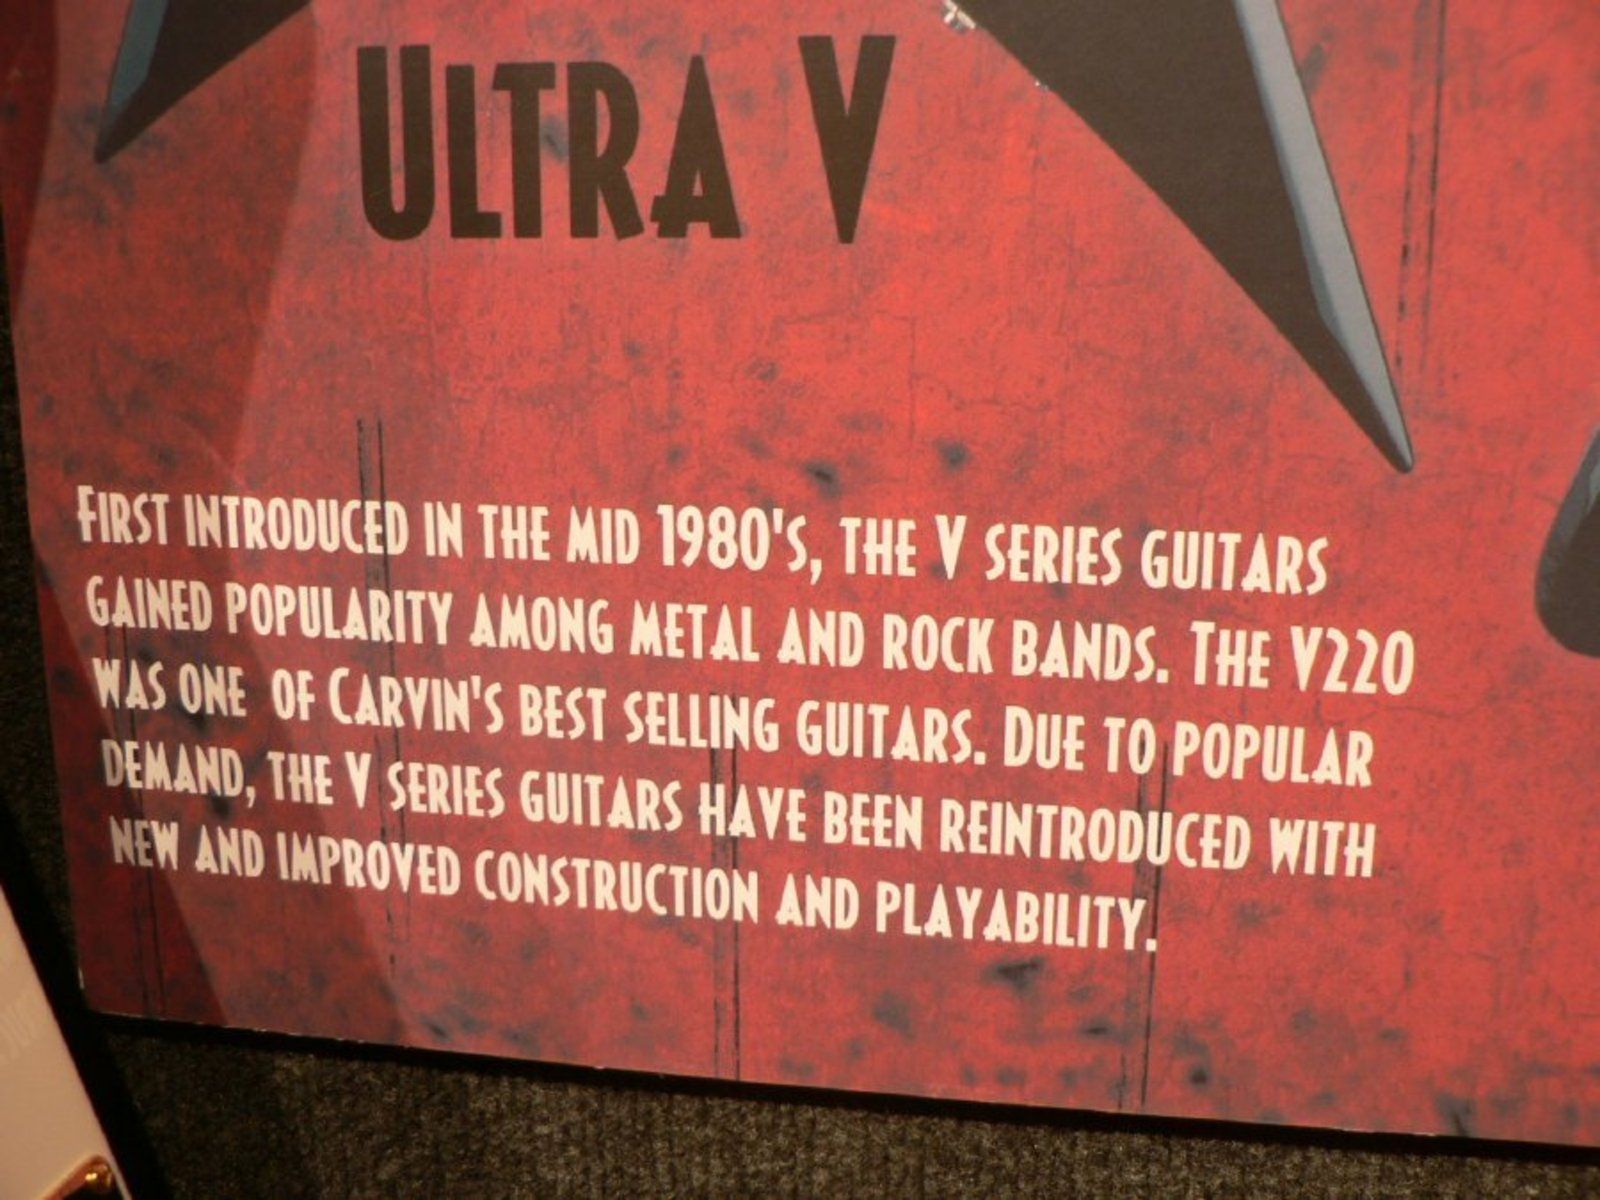 ULTRA V
FIRST INTRODUCED IN THE MID 1980'S, THE V SERIES GUITARS
GAINED POPULARITY AMONG METAL AND ROCK BANDS. THE V220
WAS ONE OF CARVIN'S BEST SELLING GUITARS. DUE TO POPULAR
DEMAND, THE V SERIES GUITARS HAVE BEEN REINTRODUCED WITH
NEW AND IMPROVED CONSTRUCTION AND PLAYABILITY.